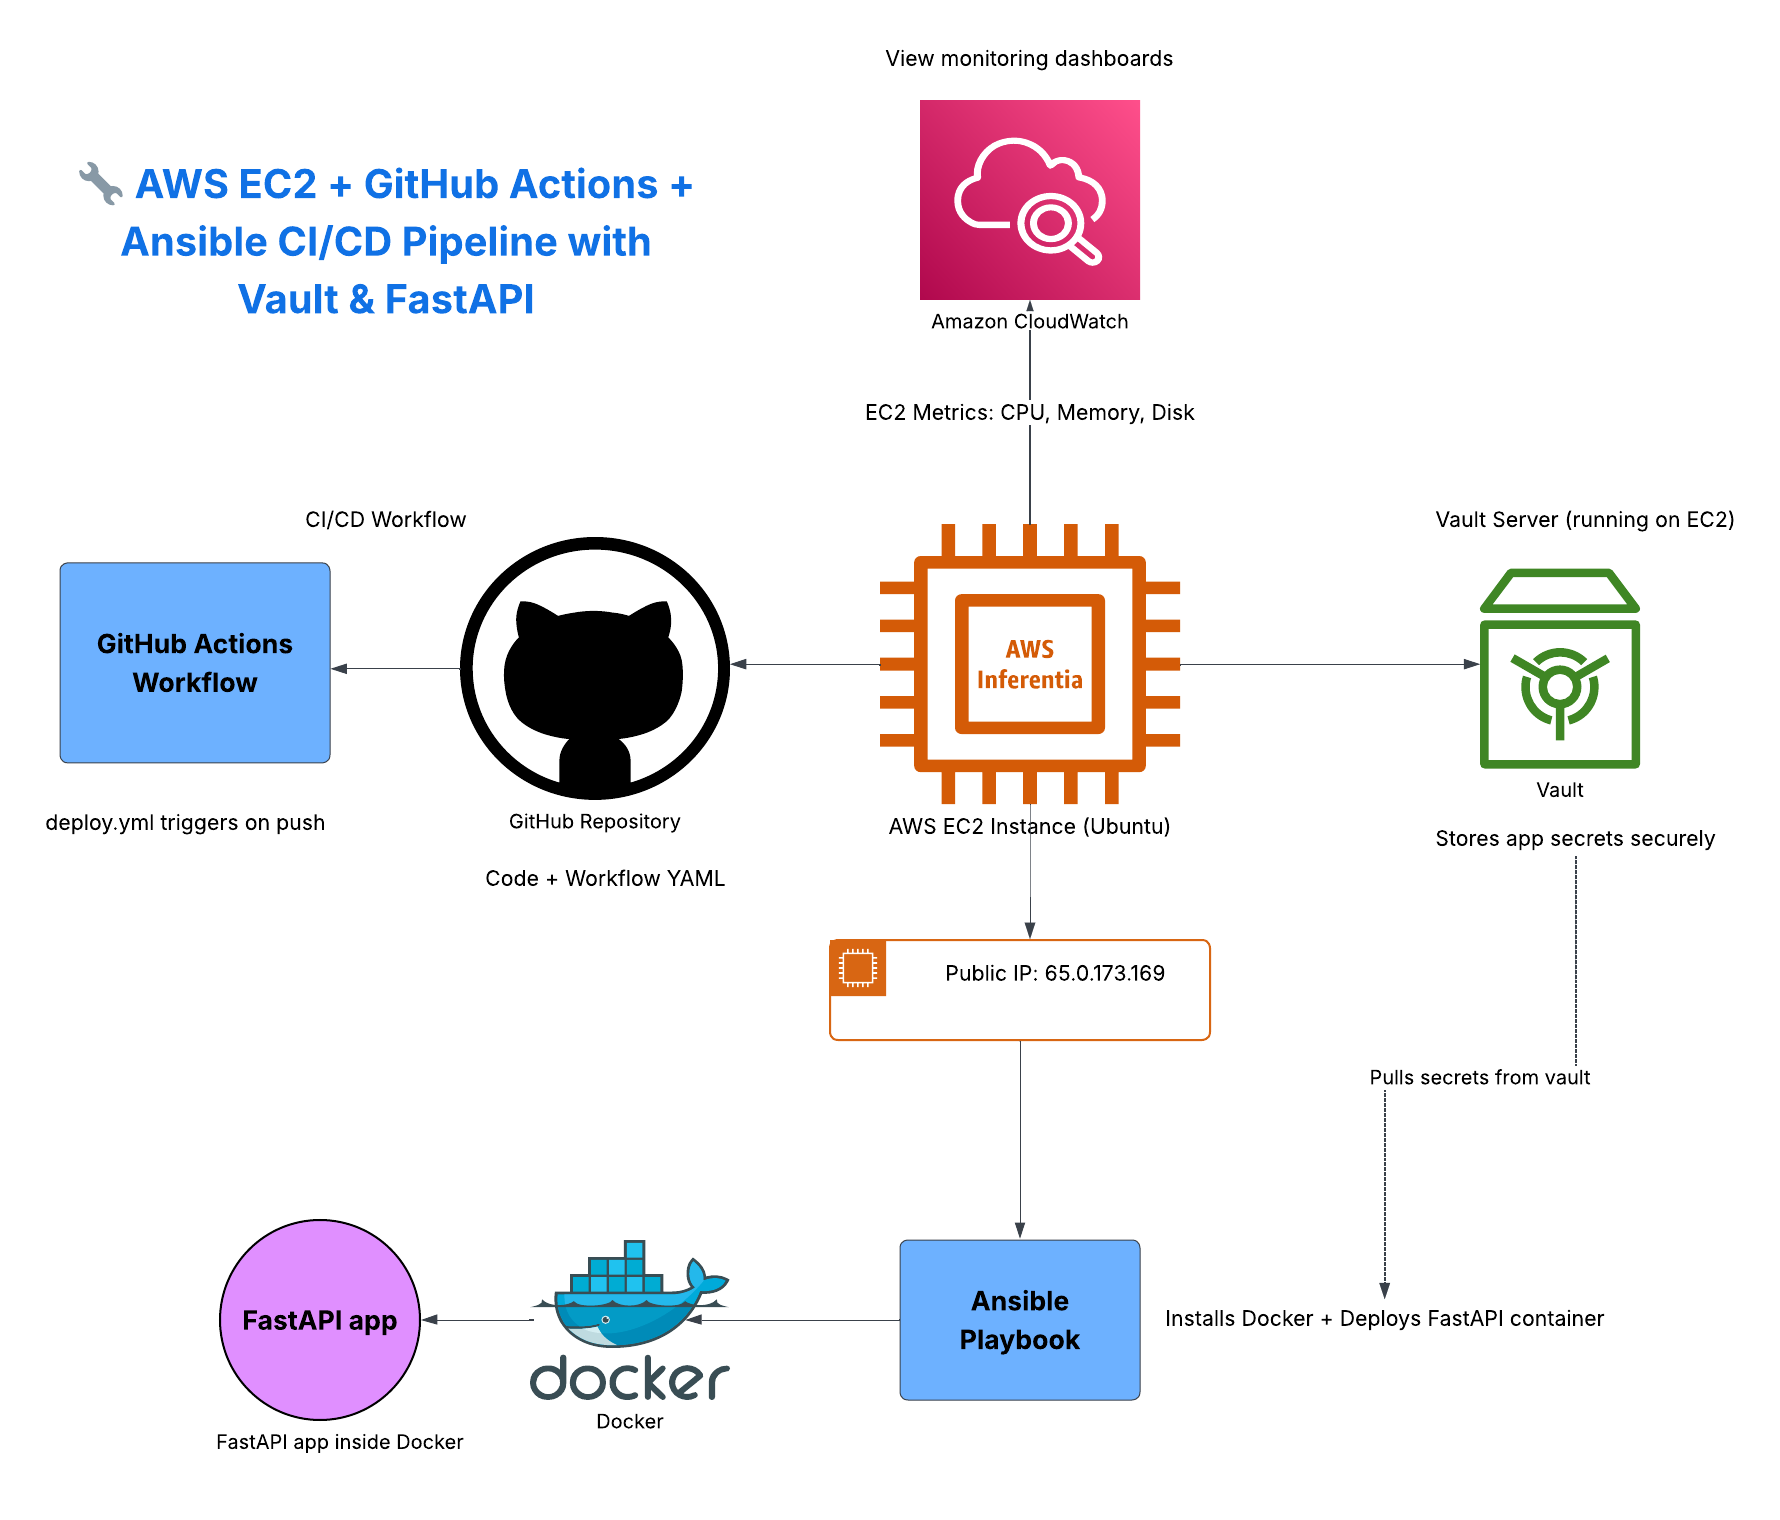 View monitoring dashboards
🔧 AWS EC2 + GitHub Actions +
Ansible CI/CD Pipeline with
Vault & FastAPI
Amazon CloudWatch
EC2 Metrics: CPU, Memory, Disk
CI/CD Workflow
Vault Server (running on EC2)
GitHub Actions
Workflow
AWS
Inferentia
Vault
deploy.yml triggers on push
GitHub Repository
AWS EC2 Instance (Ubuntu)
Stores app secrets securely
Code + Workflow YAML
Public IP: 65.0.173.169
Pulls secrets from vault
Ansible
Playbook
FastAPI app
Installs Docker + Deploys FastAPI container
docker
Docker
FastAPI app inside Docker